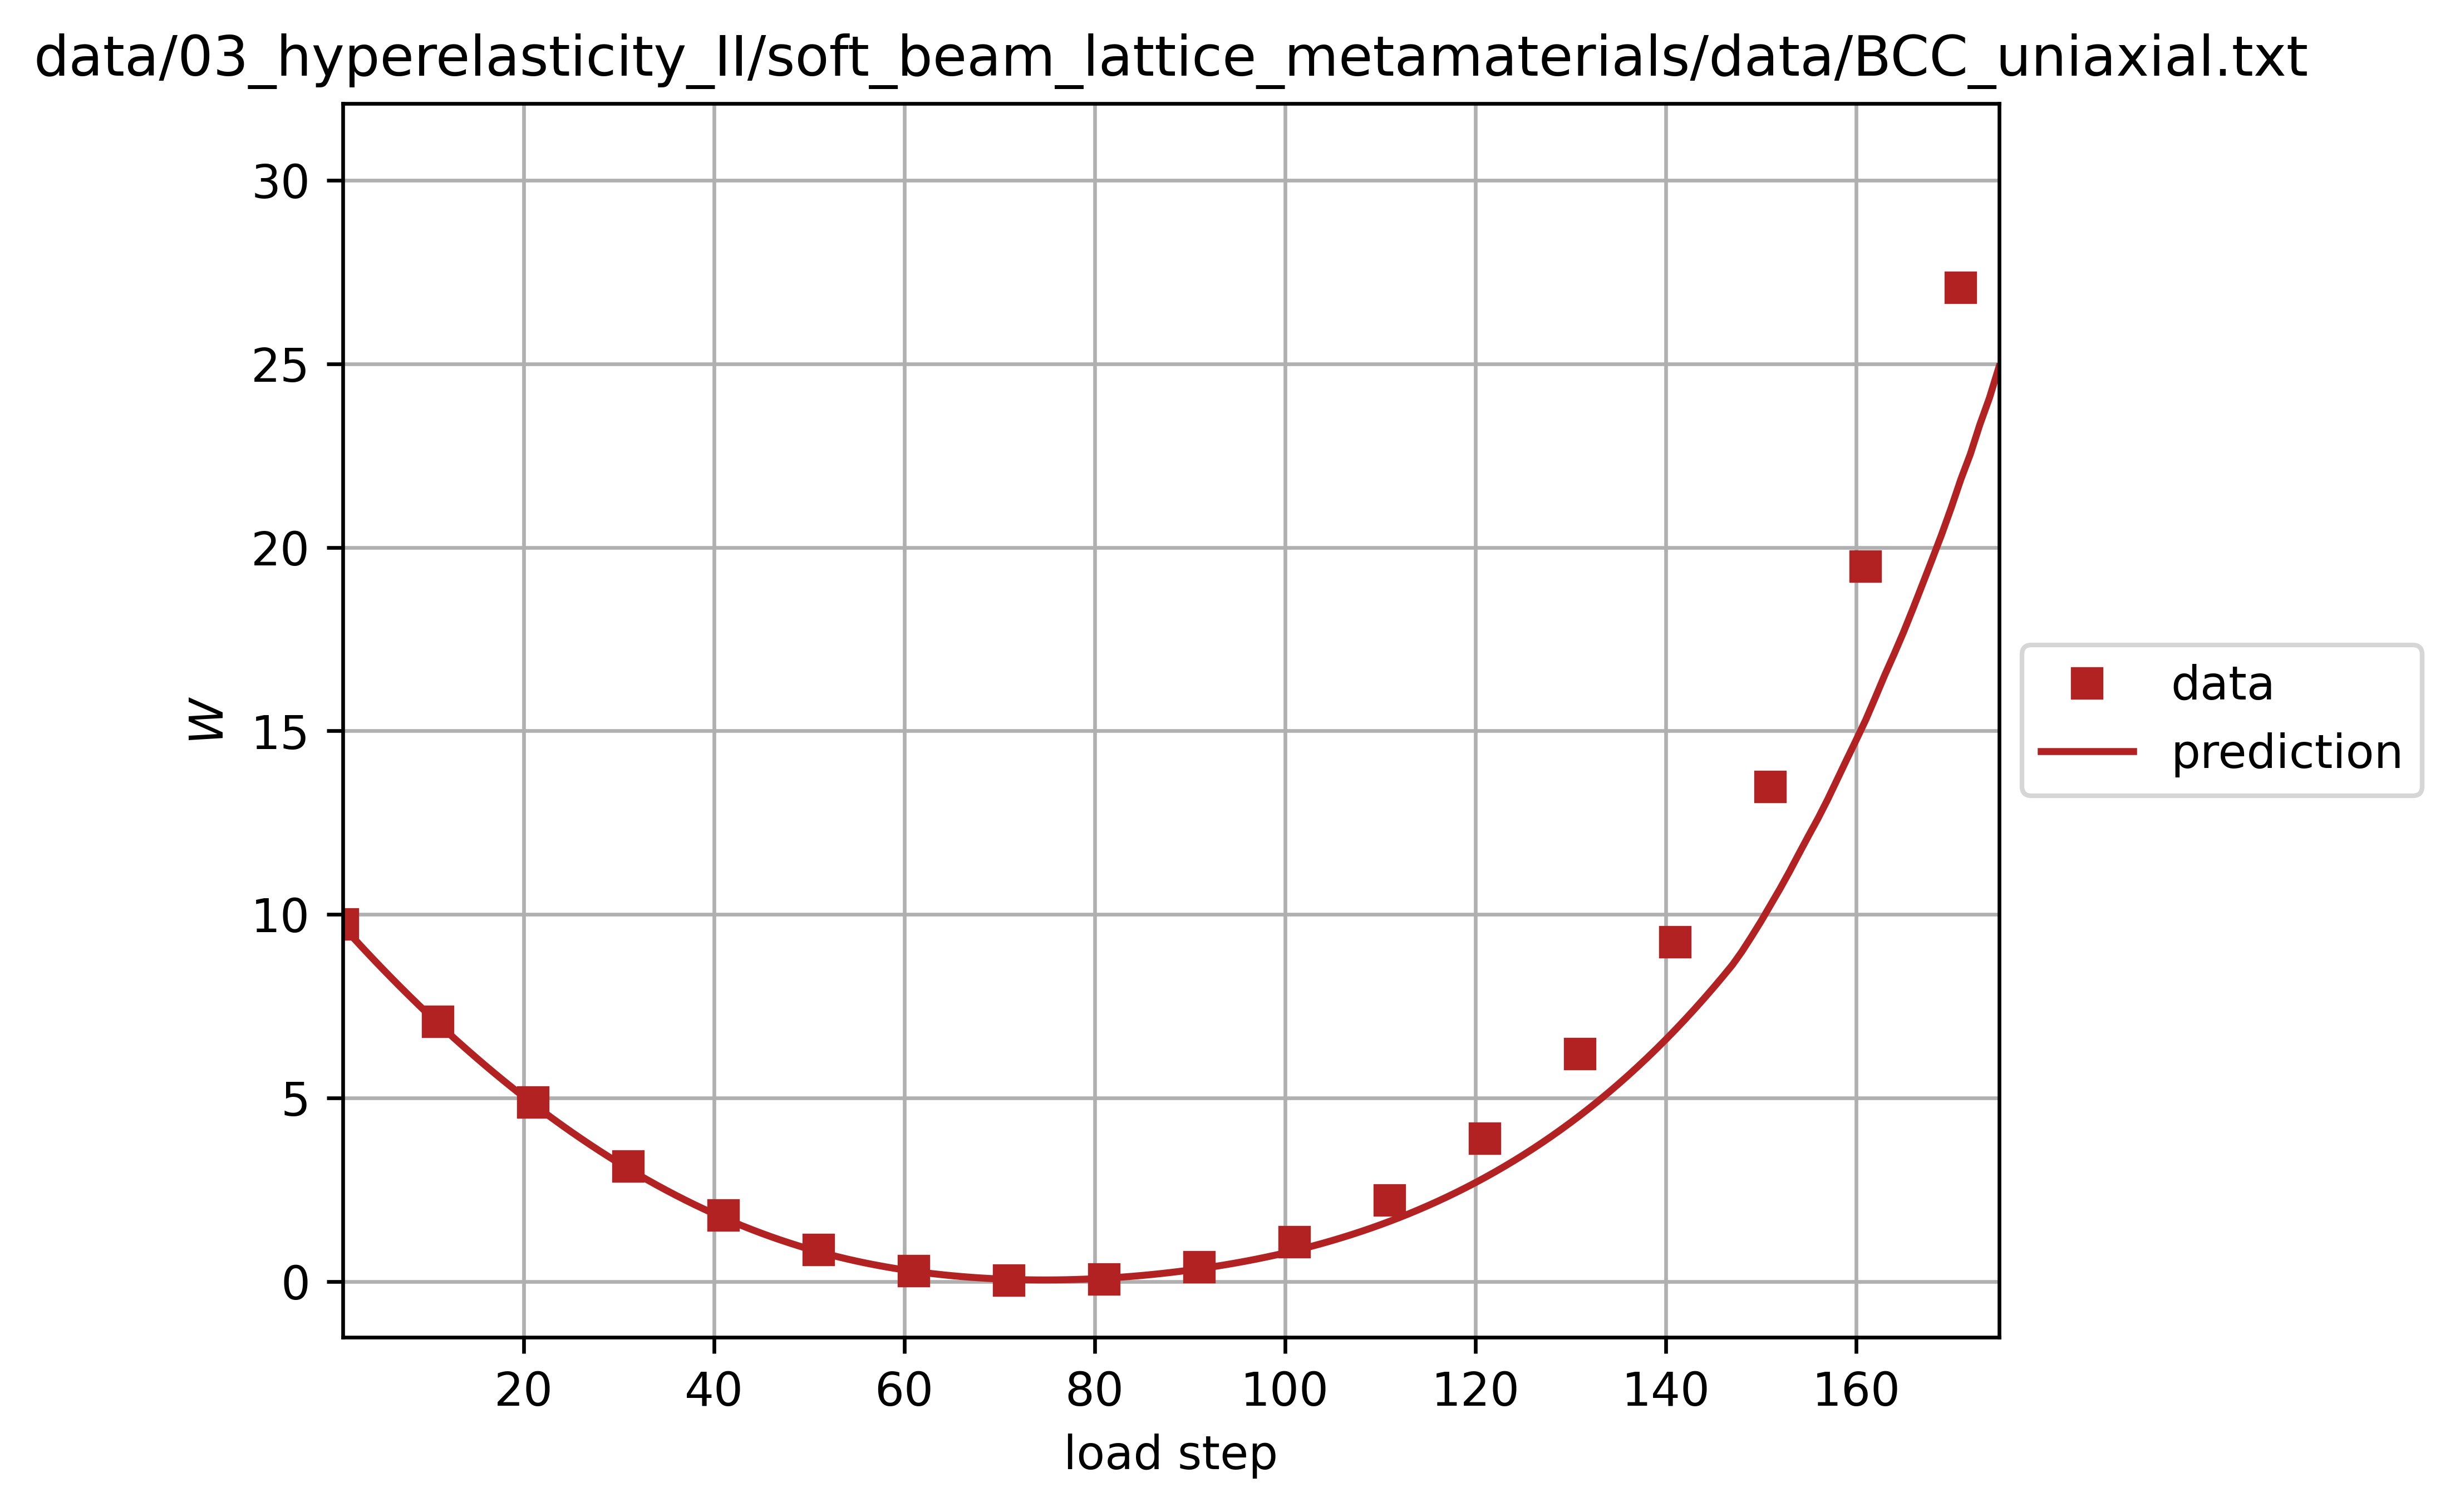 data/03_hyperelasticity_II/soft_beam_lattice_metamaterials/data/BCC_uniaxial.txt
30
25
20
15
10
5
0
W
20 40 60 80 100 120 140 160
load step
data
prediction